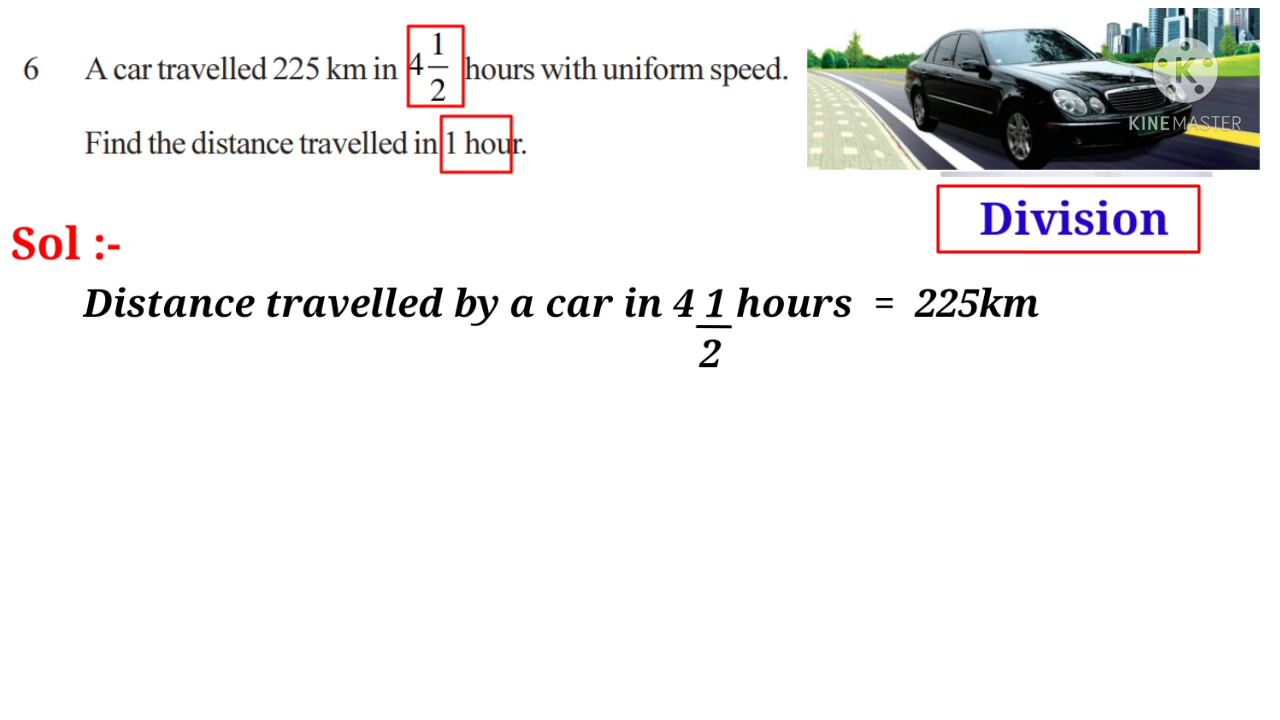 6 A car travelled 225 km in 4 1/2 hours with uniform speed.
Find the distance travelled in 1 hour.
K
KINEMASTER
Division
Sol :-
Distance travelled by a car in 4 1/2 hours = 225km